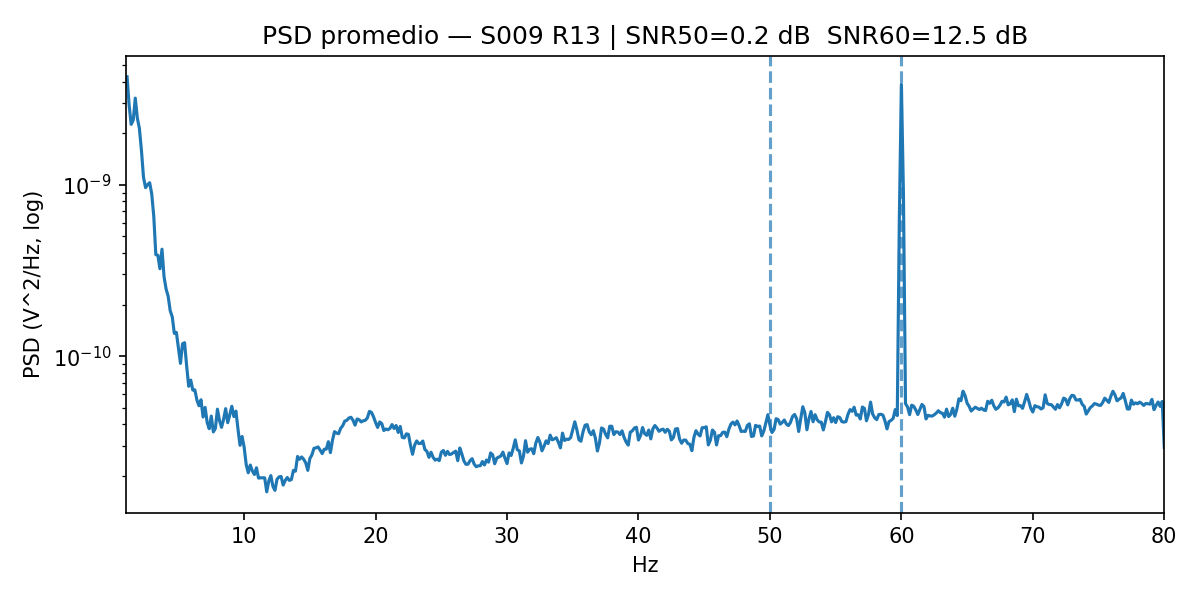 PSD promedio — S009 R13 | SNR50=0.2 dB  SNR60=12.5 dB
PSD (V^2/Hz, log)
10⁻⁹
10⁻¹⁰
10 20 30 40 50 60 70 80
Hz